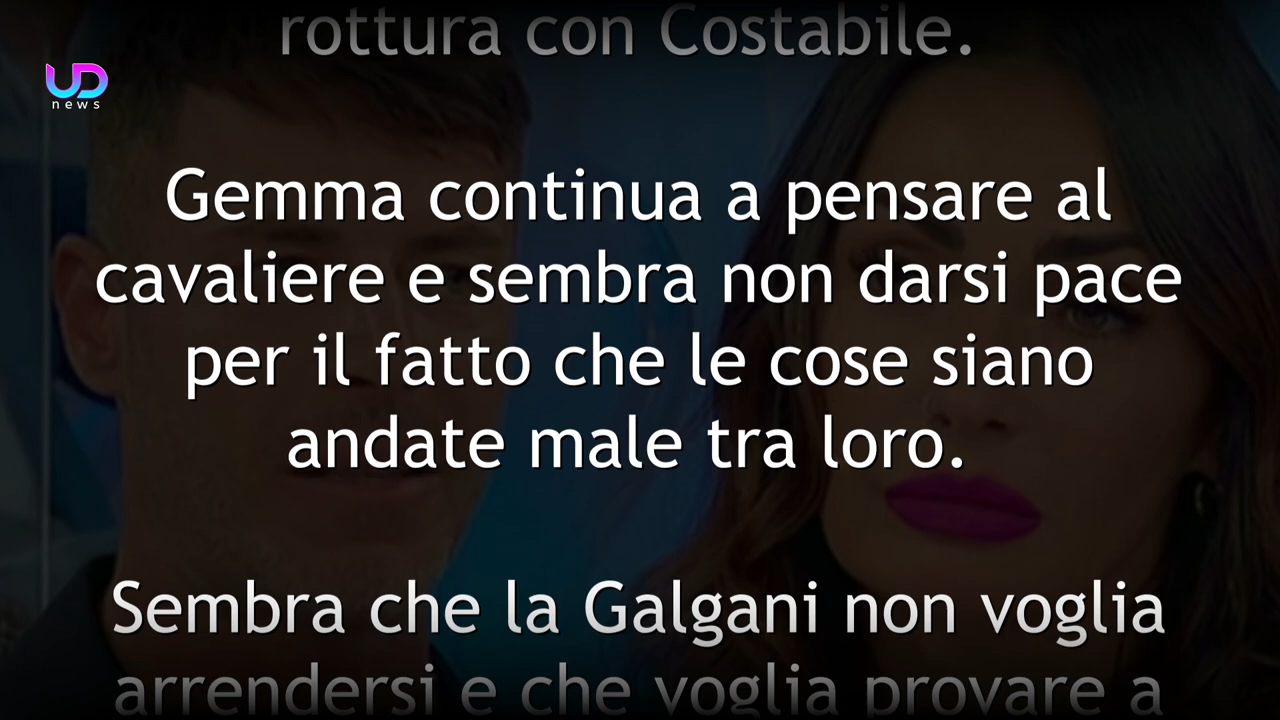 rottura con Costabile.
UD
news
Gemma continua a pensare al
cavaliere e sembra non darsi pace
per il fatto che le cose siano
andate male tra loro.
Sembra che la Galgani non voglia
arrendersi e che voglia provare a